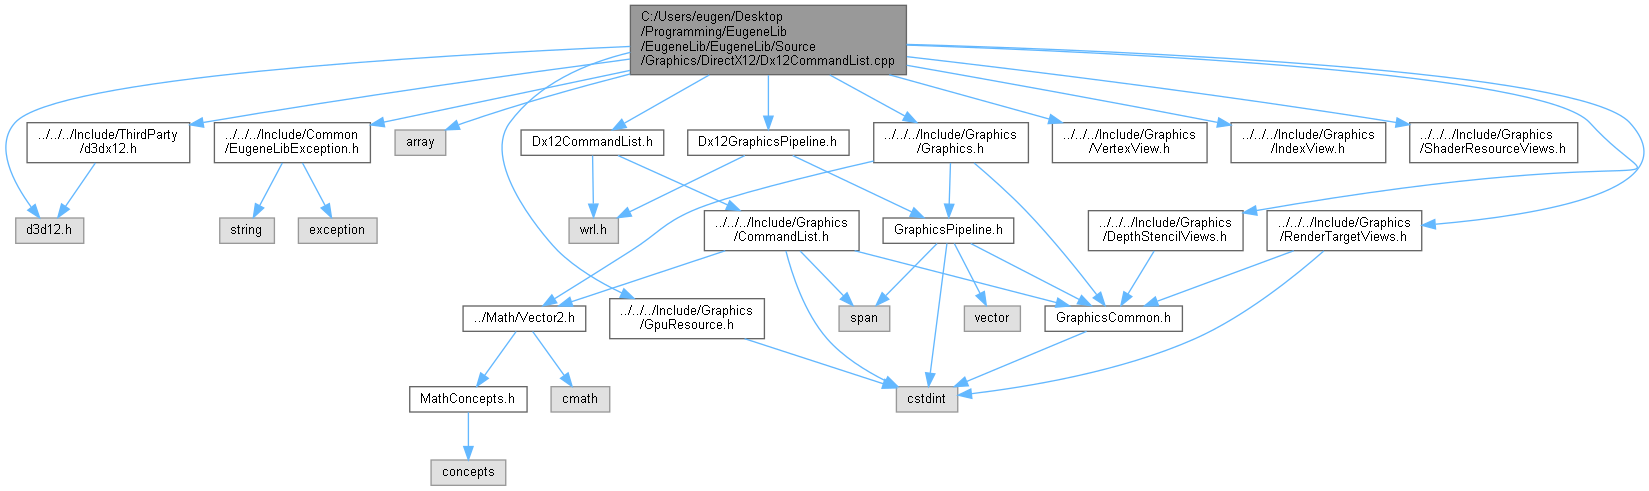 C:/Users/eugen/Desktop
/Programming/EugeneLib
/EugeneLib/EugeneLib/Source
/Graphics/DirectX12/Dx12CommandList.cpp
../../../Include/ThirdParty
/d3dx12.h
../../../Include/Common
/EugeneLibException.h
array
Dx12CommandList.h
Dx12GraphicsPipeline.h
../../../Include/Graphics
/Graphics.h
../../../Include/Graphics
/VertexView.h
../../../Include/Graphics
/IndexView.h
../../../Include/Graphics
/ShaderResourceViews.h
d3d12.h
string
exception
wrl.h
../../../Include/Graphics
/CommandList.h
GraphicsPipeline.h
../../../Include/Graphics
/DepthStencilViews.h
../../../Include/Graphics
/RenderTargetViews.h
../Math/Vector2.h
../../../Include/Graphics
/GpuResource.h
span
vector
GraphicsCommon.h
MathConcepts.h
cmath
cstdint
concepts